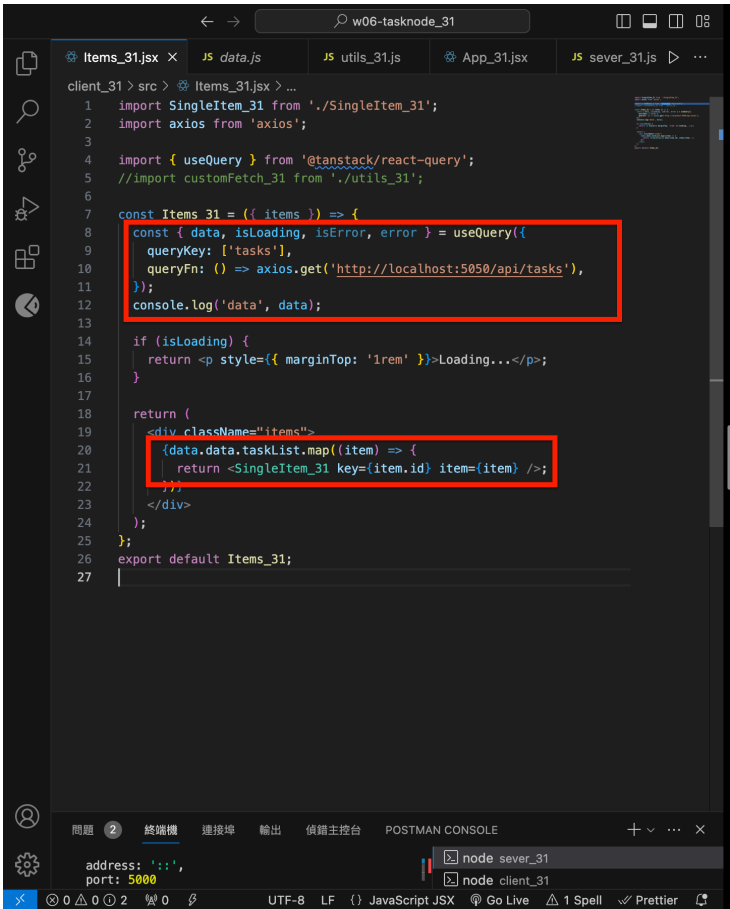 w06-tasknode_31
Items_31.jsx
JS data.js
JS utils_31.js
App_31.jsx
JS sever_31.js
client_31 > src > Items_31.jsx > ...
1 import SingleItem_31 from './SingleItem_31';
2 import axios from 'axios';
3
4 import { useQuery } from '@tanstack/react-query';
5 //import customFetch_31 from './utils_31';
6
7 const Items_31 = ({ items }) => {
8 const { data, isLoading, isError, error } = useQuery({
9 queryKey: ['tasks'],
10 queryFn: () => axios.get('http://localhost:5050/api/tasks'),
11 });
12 console.log('data', data);
13
14 if (isLoading) {
15 return <p style={{ marginTop: '1rem' }}>Loading...</p>;
16 }
17
18 return (
19 <div className="items">
20 {data.data.taskList.map((item) => {
21 return <SingleItem_31 key={item.id} item={item} />;
22 })}
23 </div>
24 );
25 };
26 export default Items_31;
27
問題 2 終端機 連接埠 輸出 偵錯主控台 POSTMAN CONSOLE
address: '::',
port: 5000
node sever_31
node client_31
0 0 2 0 UTF-8 LF {} JavaScript JSX Go Live 1 Spell Prettier